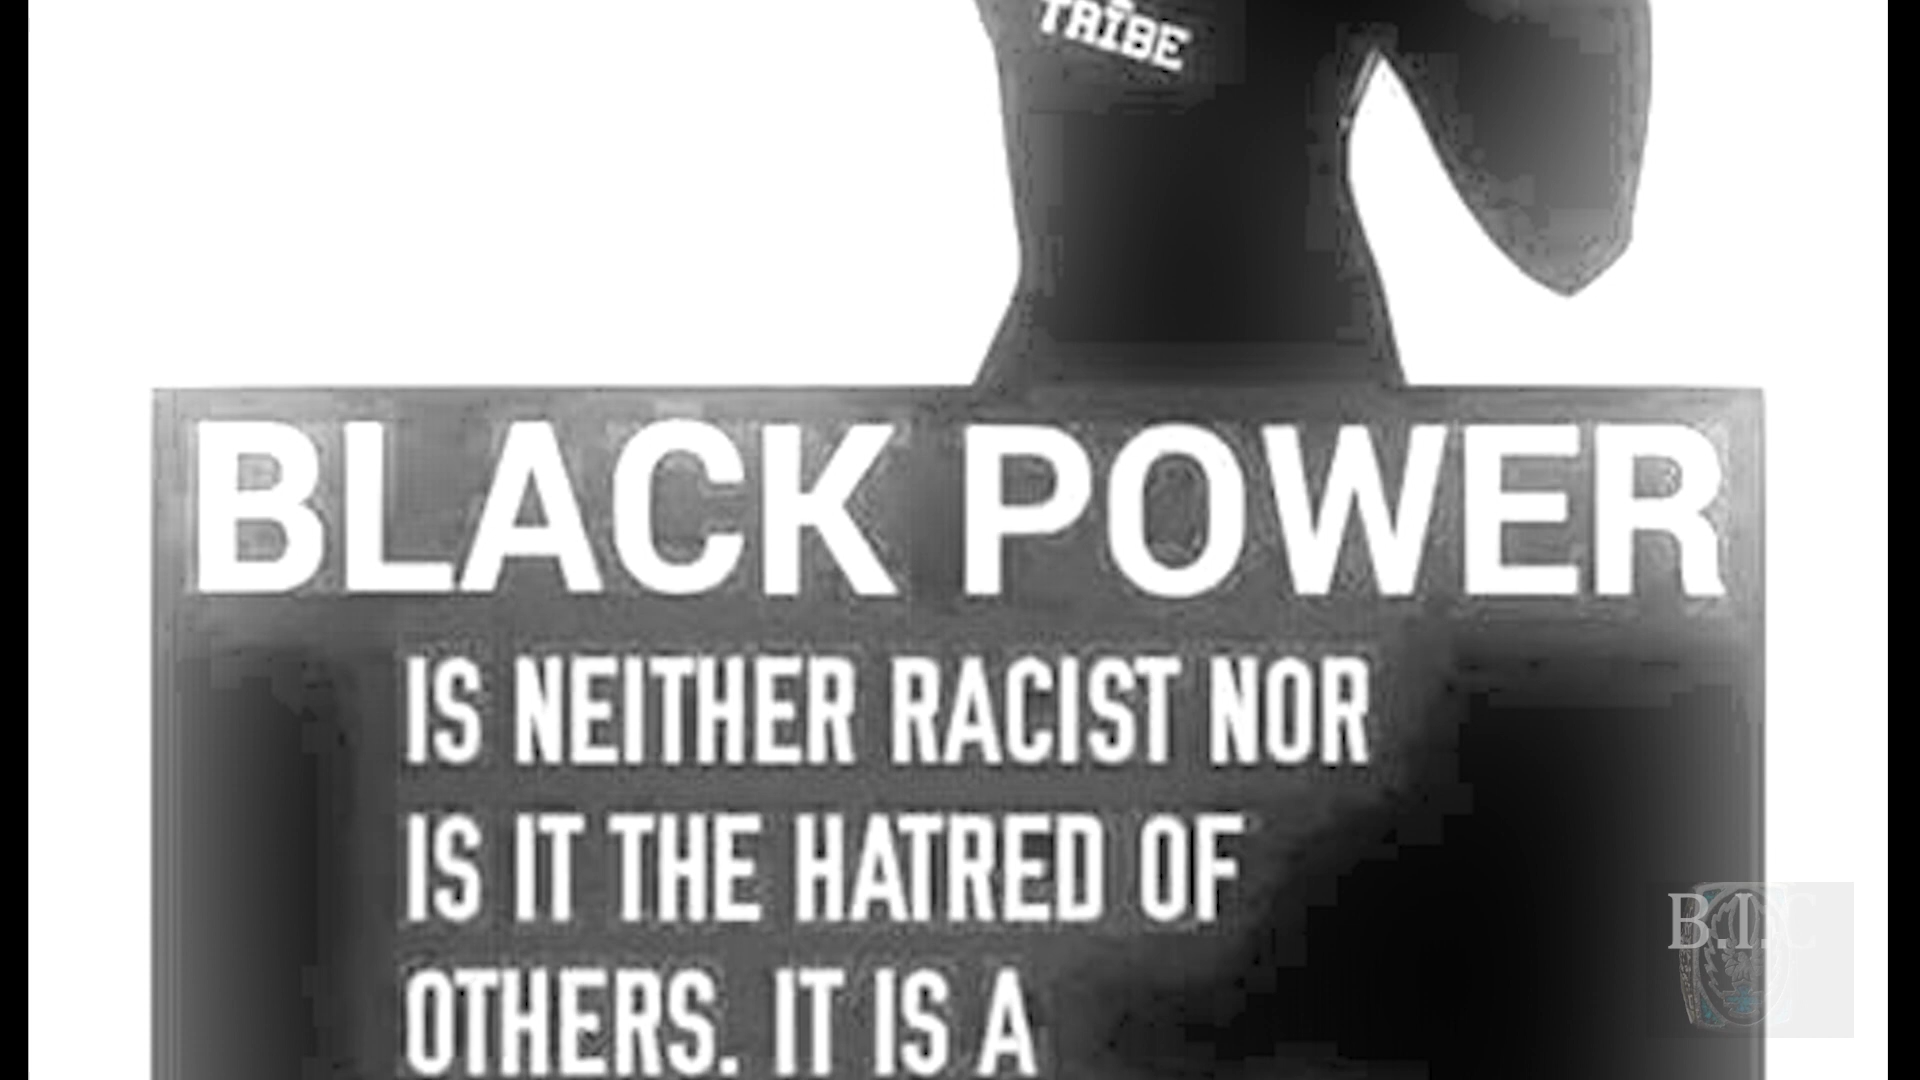 TRIBE
BLACK POWER
IS NEITHER RACIST NOR
IS IT THE HATRED OF
OTHERS. IT IS A
B.I.C